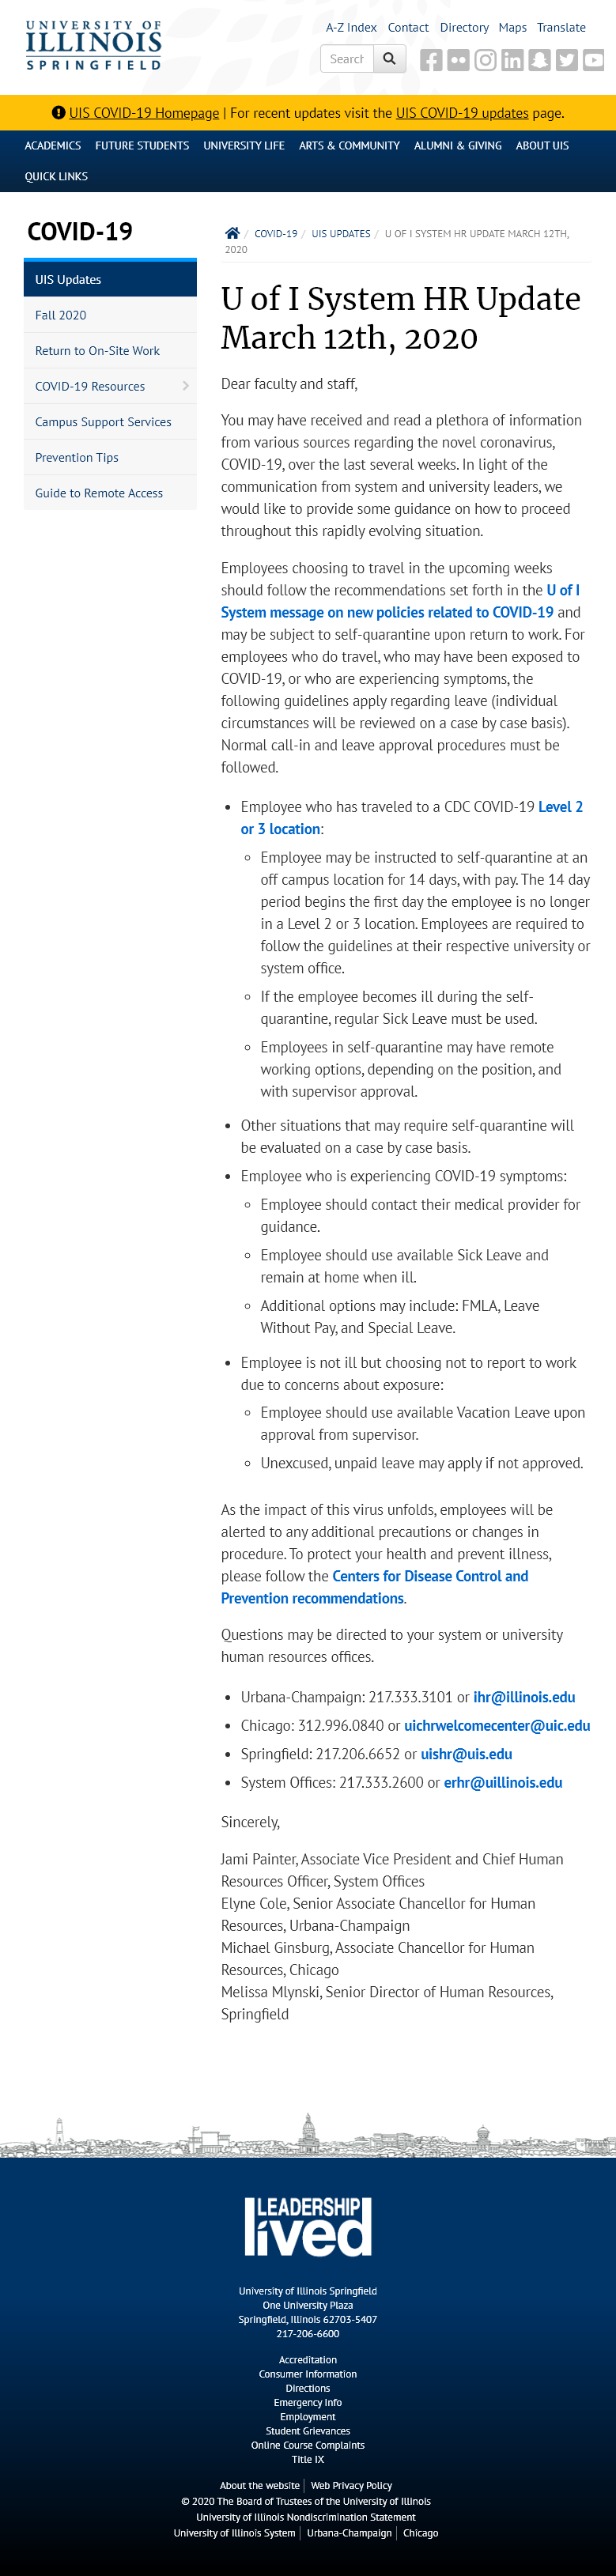 UNIVERSITY OF
ILLINOIS
SPRINGFIELD
A-Z Index Contact Directory Maps Translate
Search
UIS COVID-19 Homepage | For recent updates visit the UIS COVID-19 updates page.
ACADEMICS FUTURE STUDENTS UNIVERSITY LIFE ARTS & COMMUNITY ALUMNI & GIVING ABOUT UIS
QUICK LINKS
COVID-19
UIS Updates
Fall 2020
Return to On-Site Work
COVID-19 Resources
Campus Support Services
Prevention Tips
Guide to Remote Access
/ COVID-19 / UIS UPDATES / U OF I SYSTEM HR UPDATE MARCH 12TH,
2020
U of I System HR Update
March 12th, 2020
Dear faculty and staff,
You may have received and read a plethora of information
from various sources regarding the novel coronavirus,
COVID-19, over the last several weeks. In light of the
communication from system and university leaders, we
would like to provide some guidance on how to proceed
throughout this rapidly evolving situation.
Employees choosing to travel in the upcoming weeks
should follow the recommendations set forth in the U of I
System message on new policies related to COVID-19 and
may be subject to self-quarantine upon return to work. For
employees who do travel, who may have been exposed to
COVID-19, or who are experiencing symptoms, the
following guidelines apply regarding leave (individual
circumstances will be reviewed on a case by case basis).
Normal call-in and leave approval procedures must be
followed.
• Employee who has traveled to a CDC COVID-19 Level 2
or 3 location:
◦ Employee may be instructed to self-quarantine at an
off campus location for 14 days, with pay. The 14 day
period begins the first day the employee is no longer
in a Level 2 or 3 location. Employees are required to
follow the guidelines at their respective university or
system office.
◦ If the employee becomes ill during the self-
quarantine, regular Sick Leave must be used.
◦ Employees in self-quarantine may have remote
working options, depending on the position, and
with supervisor approval.
• Other situations that may require self-quarantine will
be evaluated on a case by case basis.
• Employee who is experiencing COVID-19 symptoms:
◦ Employee should contact their medical provider for
guidance.
◦ Employee should use available Sick Leave and
remain at home when ill.
◦ Additional options may include: FMLA, Leave
Without Pay, and Special Leave.
• Employee is not ill but choosing not to report to work
due to concerns about exposure:
◦ Employee should use available Vacation Leave upon
approval from supervisor.
◦ Unexcused, unpaid leave may apply if not approved.
As the impact of this virus unfolds, employees will be
alerted to any additional precautions or changes in
procedure. To protect your health and prevent illness,
please follow the Centers for Disease Control and
Prevention recommendations.
Questions may be directed to your system or university
human resources offices.
• Urbana-Champaign: 217.333.3101 or ihr@illinois.edu
• Chicago: 312.996.0840 or uichrwelcomecenter@uic.edu
• Springfield: 217.206.6652 or uishr@uis.edu
• System Offices: 217.333.2600 or erhr@uillinois.edu
Sincerely,
Jami Painter, Associate Vice President and Chief Human
Resources Officer, System Offices
Elyne Cole, Senior Associate Chancellor for Human
Resources, Urbana-Champaign
Michael Ginsburg, Associate Chancellor for Human
Resources, Chicago
Melissa Mlynski, Senior Director of Human Resources,
Springfield
LEADERSHIP
lived
University of Illinois Springfield
One University Plaza
Springfield, Illinois 62703-5407
217-206-6600
Accreditation
Consumer Information
Directions
Emergency Info
Employment
Student Grievances
Online Course Complaints
Title IX
About the website | Web Privacy Policy
© 2020 The Board of Trustees of the University of Illinois
University of Illinois Nondiscrimination Statement
University of Illinois System | Urbana-Champaign | Chicago